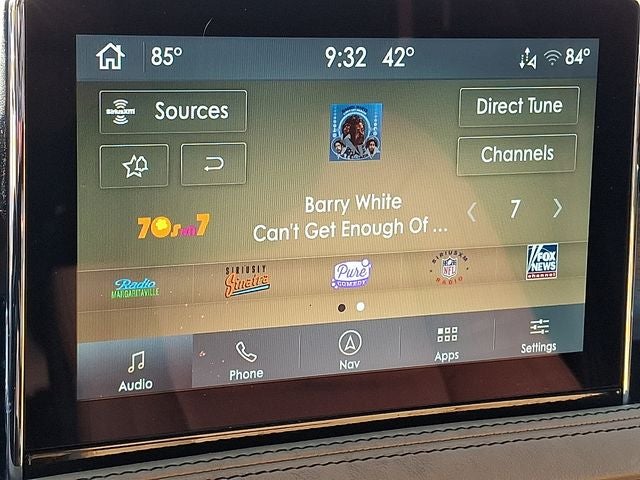 85° 9:32 42° 84°
SiriusXM Sources
Direct Tune
Channels
Barry White
7
70s on 7
Can't Get Enough Of ...
Radio MARGARITAVILLE
SIRIUSLY Sinatra
Pure COMEDY
SIRIUSXM NFL RADIO
FOX NEWS channel
Audio
Phone
Nav
Apps
Settings